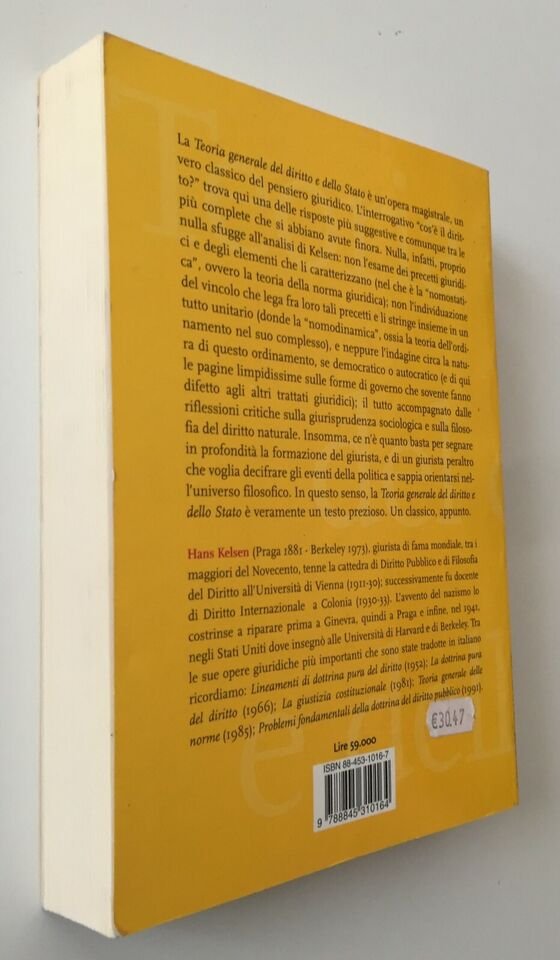 La Teoria generale del diritto e dello Stato è un'opera magistrale, un
vero classico del pensiero giuridico. L'interrogativo "cos'è il dirit-
to?" trova qui una delle risposte più suggestive e comunque tra le
più complete che si abbiano avute finora. Nulla, infatti, proprio
nulla sfugge all'analisi di Kelsen: non l'esame dei precetti giuridi-
ci e degli elementi che li caratterizzano (nel che è la "nomostati-
ca", ovvero la teoria della norma giuridica): non l'individuazione
del vincolo che lega fra loro tali precetti e li stringe insieme in un
tutto unitario (donde la "nomodinamica", ossia la teoria dell'ordi-
namento nel suo complesso), e neppure l'indagine circa la natu-
ra di questo ordinamento, se democratico o autocratico (e di qui
le pagine limpidissime sulle forme di governo che sovente fanno
difetto agli altri trattati giuridici); il tutto accompagnato dalle
riflessioni critiche sulla giurisprudenza sociologica e sulla filoso-
fia del diritto naturale. Insomma, ce n'è quanto basta per segnare
in profondità la formazione del giurista, e di un giurista peraltro
che voglia decifrare gli eventi della politica e sappia orientarsi nel-
l'universo filosofico. In questo senso, la Teoria generale del diritto e
dello Stato è veramente un testo prezioso. Un classico, appunto.
Hans Kelsen (Praga 1881 - Berkeley 1973), giurista di fama mondiale, tra i
maggiori del Novecento, tenne la cattedra di Diritto Pubblico e di Filosofia
del Diritto all'Università di Vienna (1911-30); successivamente fu docente
di Diritto Internazionale a Colonia (1930-33). L'avvento del nazismo lo
costrinse a riparare prima a Ginevra, quindi a Praga e infine, nel 1941,
negli Stati Uniti dove insegnò alle Università di Harvard e di Berkeley. Tra
le sue opere giuridiche più importanti che sono state tradotte in italiano
ricordiamo: Lineamenti di dottrina pura del diritto (1952); La dottrina pura
del diritto (1966); La giustizia costituzionale (1981); Teoria generale delle
norme (1985); Problemi fondamentali della dottrina del diritto pubblico (1991).
€30.47
Lire 59.000
ISBN 88-453-1016-7
9 788845 310164